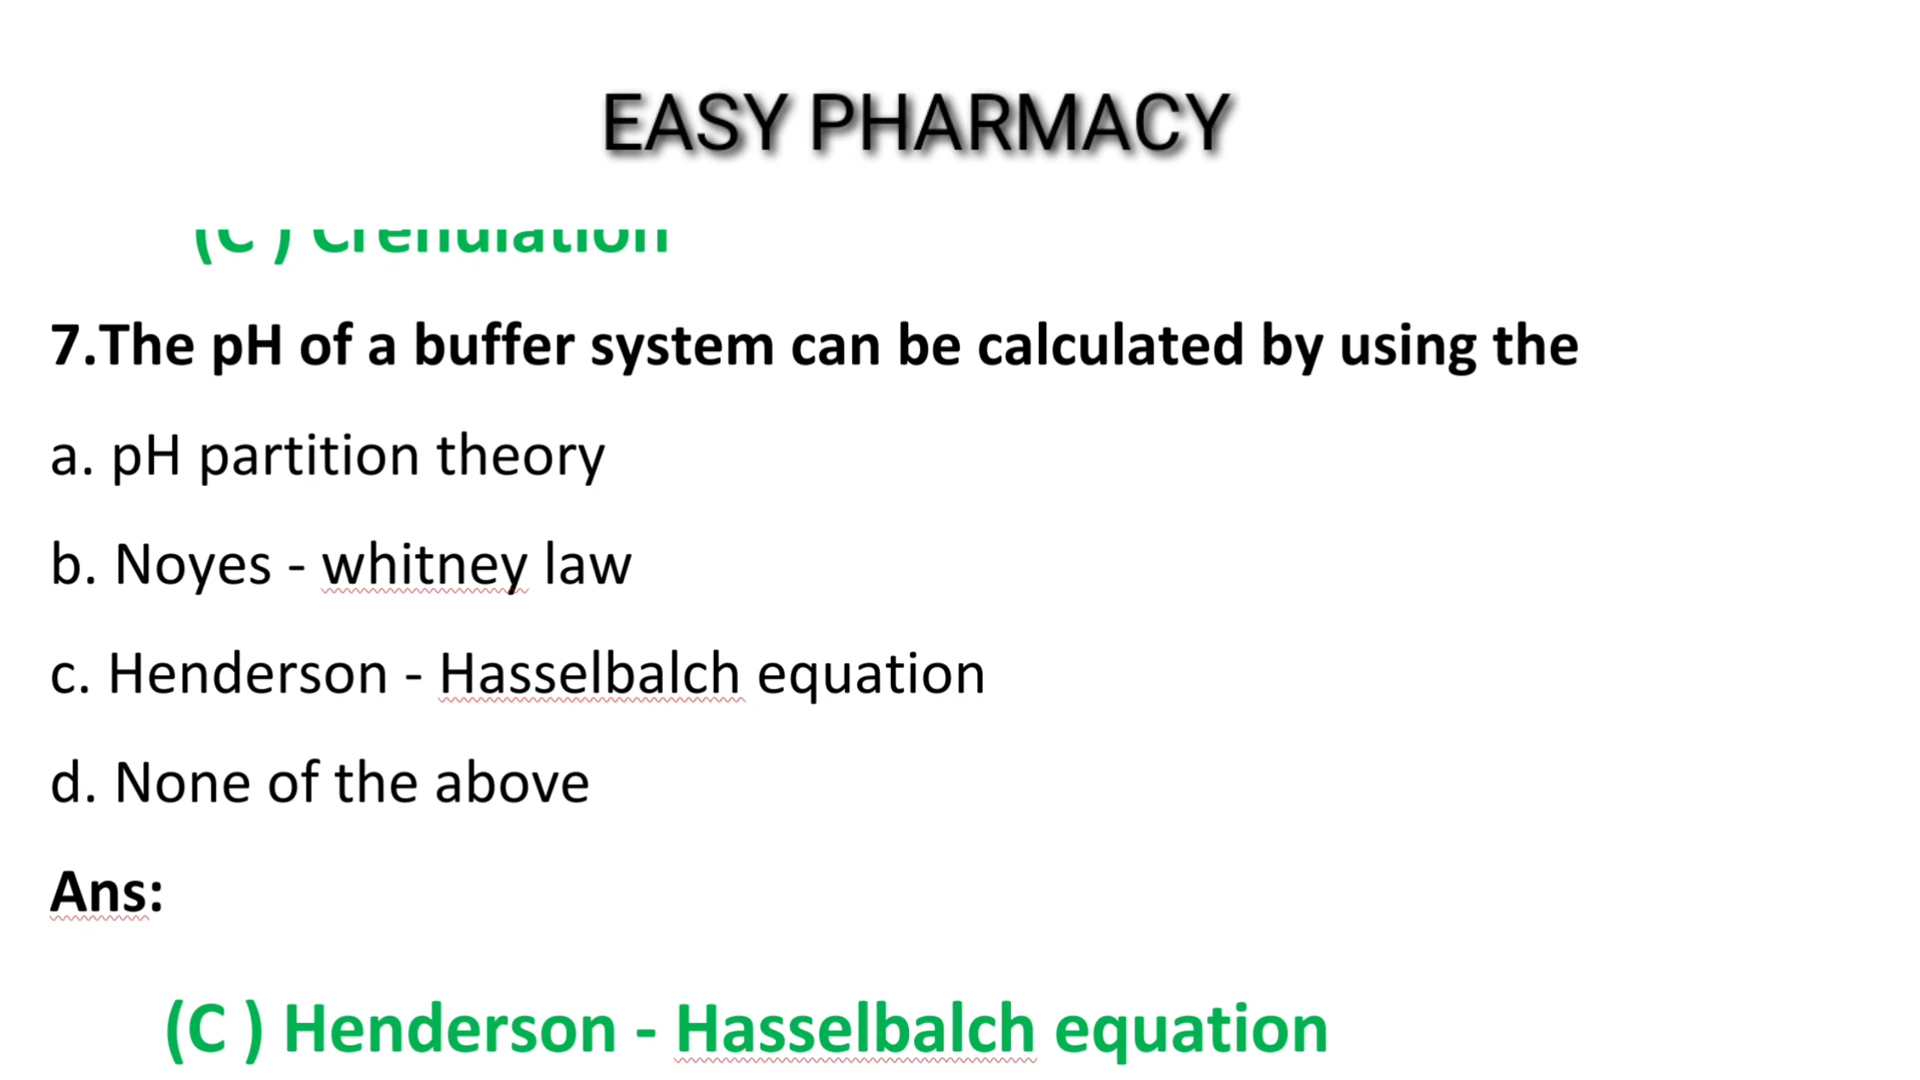 EASY PHARMACY
(C ) Crenulation
7.The pH of a buffer system can be calculated by using the
a. pH partition theory
b. Noyes - whitney law
c. Henderson - Hasselbalch equation
d. None of the above
Ans:
(C ) Henderson - Hasselbalch equation